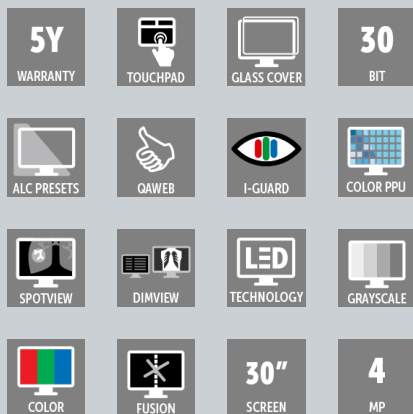 5Y
WARRANTY
TOUCHPAD
GLASS COVER
30
BIT
ALC PRESETS
QAWEB
I-GUARD
COLOR PPU
SPOTVIEW
DIMVIEW
LED
TECHNOLOGY
GRAYSCALE
COLOR
FUSION
30"
SCREEN
4
MP